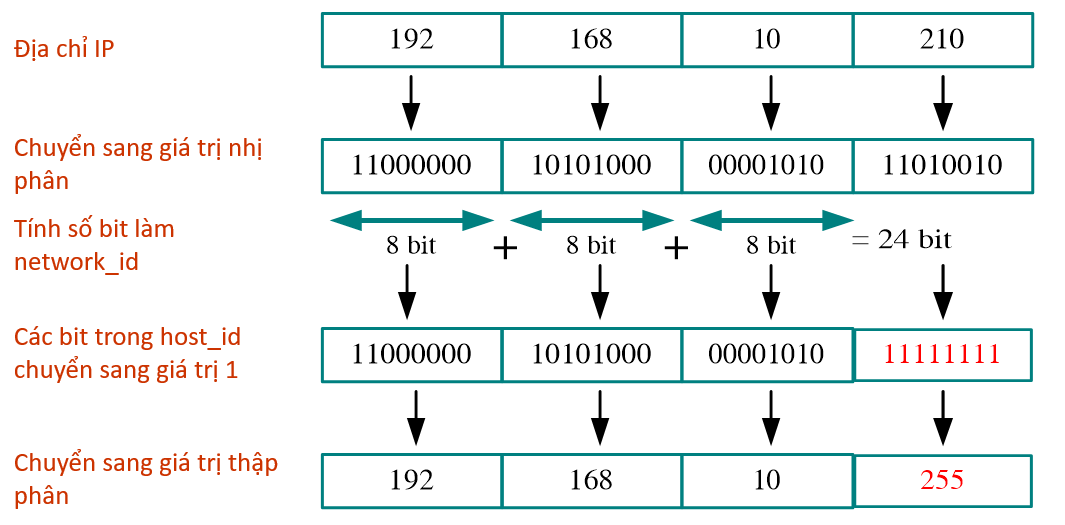 Địa chỉ IP 192 168 10 210
Chuyển sang giá trị nhị
phân
11000000 10101000 00001010 11010010
Tính số bit làm
network_id
8 bit + 8 bit + 8 bit = 24 bit
Các bit trong host_id
chuyển sang giá trị 1
11000000 10101000 00001010 11111111
Chuyển sang giá trị thập
phân
192 168 10 255